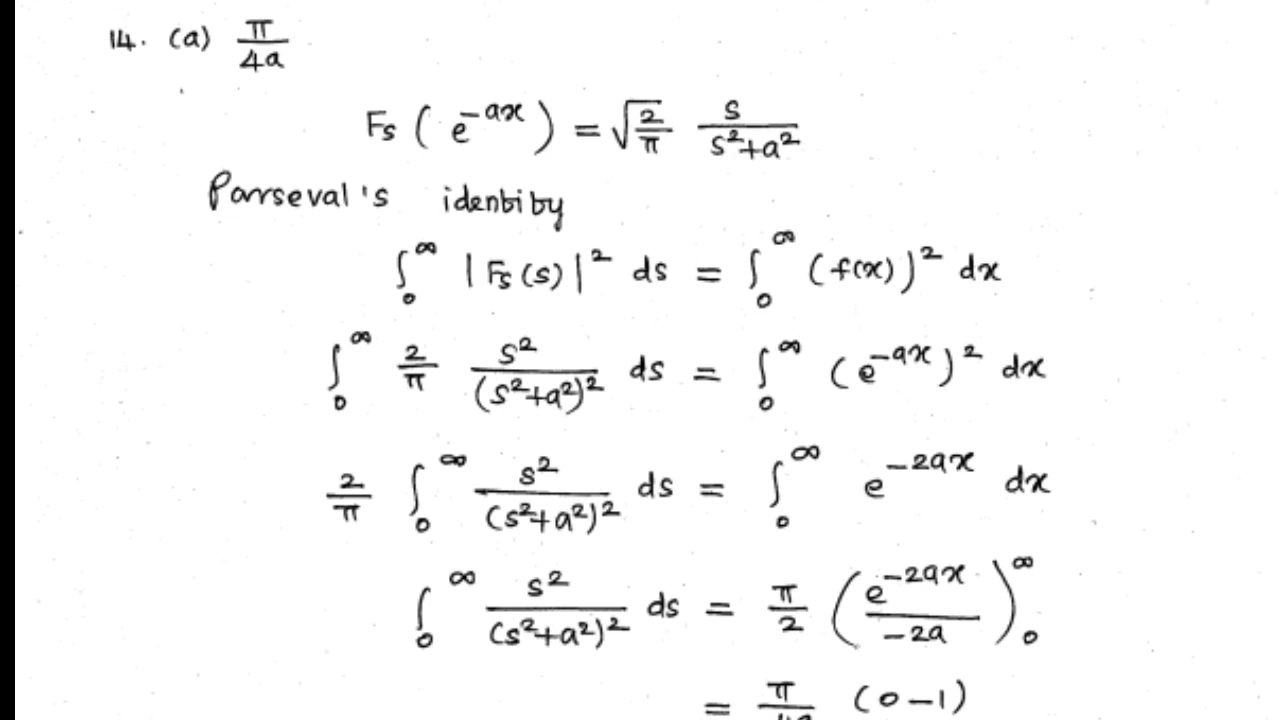 14. (a) π/4a
Fs ( e^-ax ) = √(2/π) s/(s²+a²)
Parseval's identity
∫₀^∞ | Fs (s) |² ds = ∫₀^∞ (f(x))² dx
∫₀^∞ 2/π s²/(s²+a²)² ds = ∫₀^∞ (e^-ax)² dx
2/π ∫₀^∞ s²/(s²+a²)² ds = ∫₀^∞ e^-2ax dx
∫₀^∞ s²/(s²+a²)² ds = π/2 (e^-2ax/-2a)₀^∞
= π (0-1)